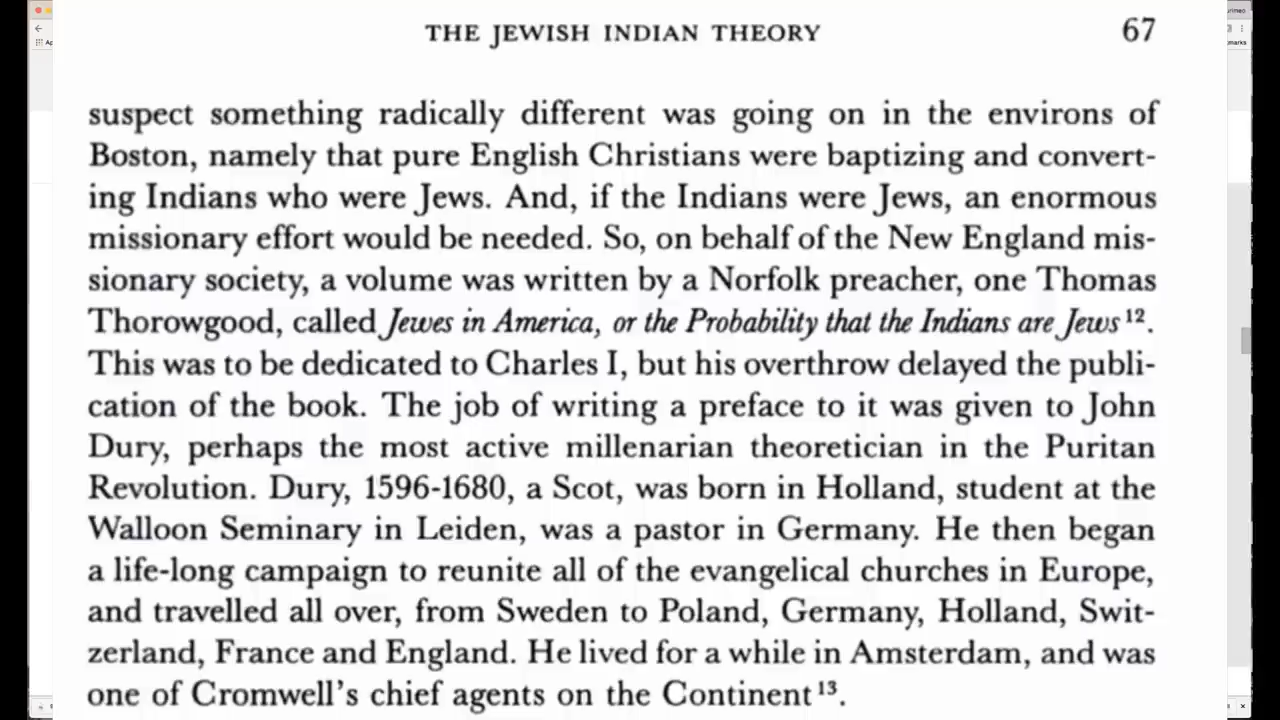 THE JEWISH INDIAN THEORY 67
suspect something radically different was going on in the environs of
Boston, namely that pure English Christians were baptizing and convert-
ing Indians who were Jews. And, if the Indians were Jews, an enormous
missionary effort would be needed. So, on behalf of the New England mis-
sionary society, a volume was written by a Norfolk preacher, one Thomas
Thorowgood, called Jewes in America, or the Probability that the Indians are Jews ¹².
This was to be dedicated to Charles I, but his overthrow delayed the publi-
cation of the book. The job of writing a preface to it was given to John
Dury, perhaps the most active millenarian theoretician in the Puritan
Revolution. Dury, 1596-1680, a Scot, was born in Holland, student at the
Walloon Seminary in Leiden, was a pastor in Germany. He then began
a life-long campaign to reunite all of the evangelical churches in Europe,
and travelled all over, from Sweden to Poland, Germany, Holland, Swit-
zerland, France and England. He lived for a while in Amsterdam, and was
one of Cromwell's chief agents on the Continent ¹³.